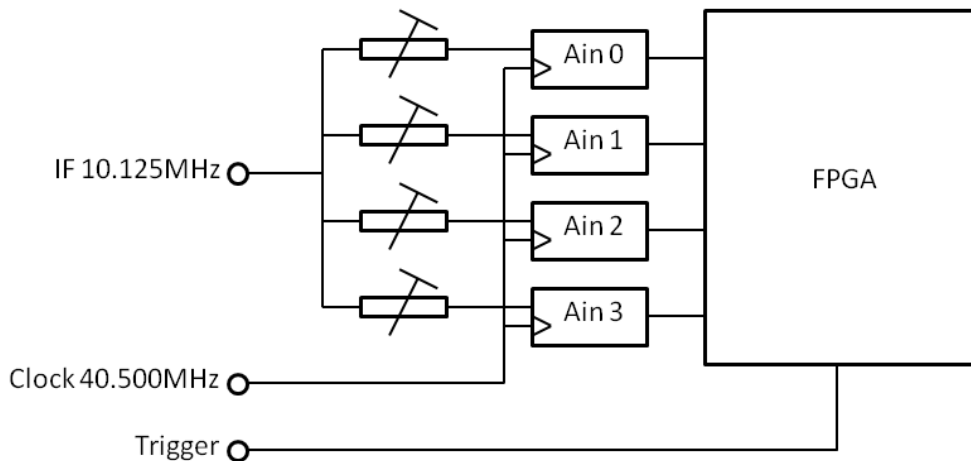 Ain 0
Ain 1
IF 10.125MHz
FPGA
Ain 2
Ain 3
Clock 40.500MHz
Trigger